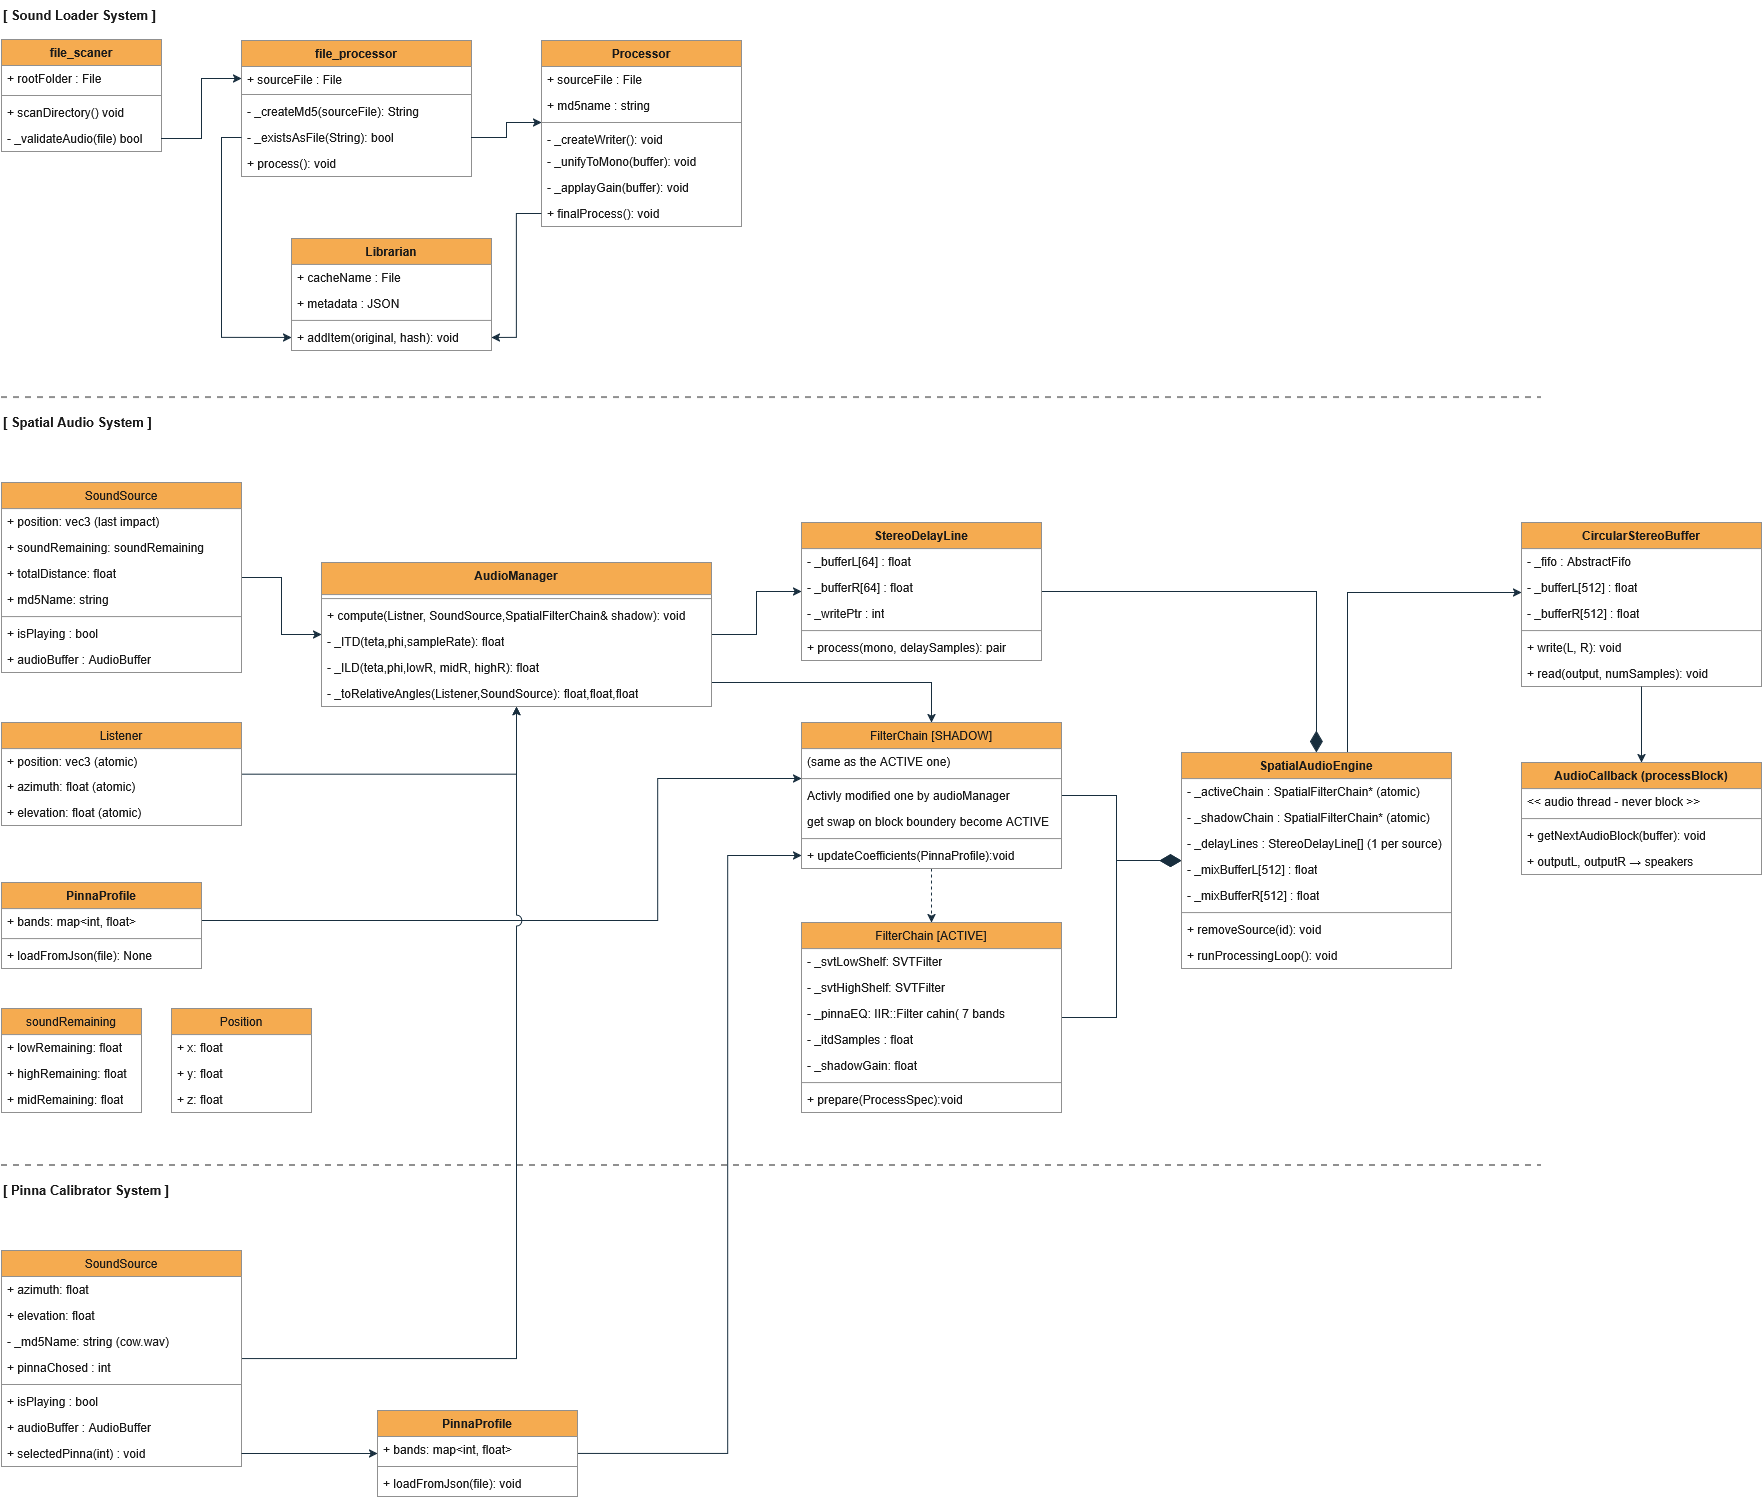 [ Sound Loader System ]
file_scaner
+ rootFolder : File
+ scanDirectory() void
- _validateAudio(file) bool
file_processor
+ sourceFile : File
- _createMd5(sourceFile): String
- _existsAsFile(String): bool
+ process(): void
Processor
+ sourceFile : File
+ md5name : string
- _createWriter(): void
- _unifyToMono(buffer): void
- _applayGain(buffer): void
+ finalProcess(): void
Librarian
+ cacheName : File
+ metadata : JSON
+ addItem(original, hash): void
[ Spatial Audio System ]
SoundSource
+ position: vec3 (last impact)
+ soundRemaining: soundRemaining
+ totalDistance: float
+ md5Name: string
+ isPlaying : bool
+ audioBuffer : AudioBuffer
Listener
+ position: vec3 (atomic)
+ azimuth: float (atomic)
+ elevation: float (atomic)
PinnaProfile
+ bands: map<int, float>
+ loadFromJson(file): None
soundRemaining
+ lowRemaining: float
+ highRemaining: float
+ midRemaining: float
Position
+ x: float
+ y: float
+ z: float
AudioManager
+ compute(Listner, SoundSource,SpatialFilterChain& shadow): void
- _ITD(teta,phi,sampleRate): float
- _ILD(teta,phi,lowR, midR, highR): float
- _toRelativeAngles(Listener,SoundSource): float,float,float
StereoDelayLine
- _bufferL[64] : float
- _bufferR[64] : float
- _writePtr : int
+ process(mono, delaySamples): pair
FilterChain [SHADOW]
(same as the ACTIVE one)
Activly modified one by audioManager
get swap on block boundery become ACTIVE
+ updateCoefficients(PinnaProfile):void
FilterChain [ACTIVE]
- _svtLowShelf: SVTFilter
- _svtHighShelf: SVTFilter
- _pinnaEQ: IIR::Filter cahin( 7 bands
- _itdSamples : float
- _shadowGain: float
+ prepare(ProcessSpec):void
SpatialAudioEngine
- _activeChain : SpatialFilterChain* (atomic)
- _shadowChain : SpatialFilterChain* (atomic)
- _delayLines : StereoDelayLine[] (1 per source)
- _mixBufferL[512] : float
- _mixBufferR[512] : float
+ removeSource(id): void
+ runProcessingLoop(): void
CircularStereoBuffer
- _fifo : AbstractFifo
- _bufferL[512] : float
- _bufferR[512] : float
+ write(L, R): void
+ read(output, numSamples): void
AudioCallback (processBlock)
<< audio thread - never block >>
+ getNextAudioBlock(buffer): void
+ outputL, outputR → speakers
[ Pinna Calibrator System ]
SoundSource
+ azimuth: float
+ elevation: float
- _md5Name: string (cow.wav)
+ pinnaChosed : int
+ isPlaying : bool
+ audioBuffer : AudioBuffer
+ selectedPinna(int) : void
PinnaProfile
+ bands: map<int, float>
+ loadFromJson(file): void